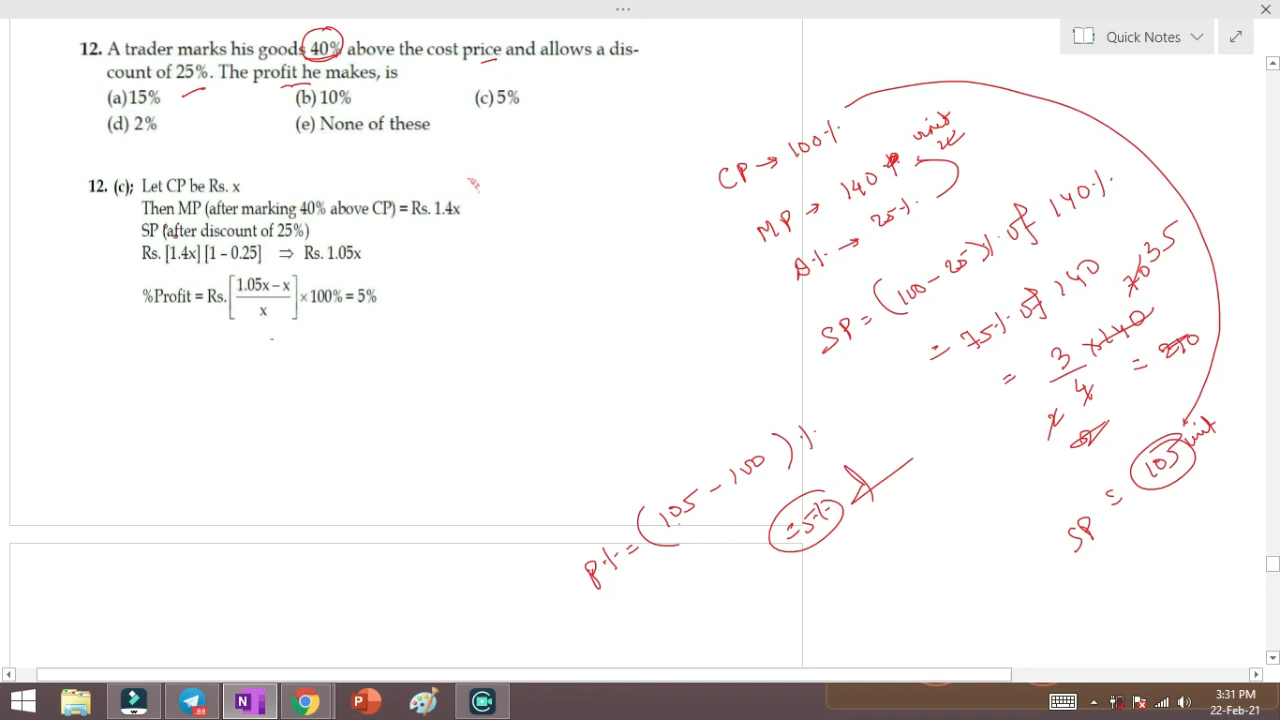 Quick Notes
12. A trader marks his goods 40% above the cost price and allows a dis-
count of 25%. The profit he makes, is
(a) 15% (b) 10% (c) 5%
(d) 2% (e) None of these
12. (c); Let CP be Rs. x
Then MP (after marking 40% above CP) = Rs. 1.4x
SP (after discount of 25%)
Rs. [1.4x] [1 – 0.25] ⇒ Rs. 1.05x
%Profit = Rs. [1.05x – x / x] × 100% = 5%
CP → 100%
MP → 140 unit
D% → 25%
SP = (100 - 25)% of 140%
= 75% of 140
= 3/4 × 140 = 210
70 35
SP = 105 unit
P% = (105 - 100)%
= 5%
3:31 PM
22-Feb-21